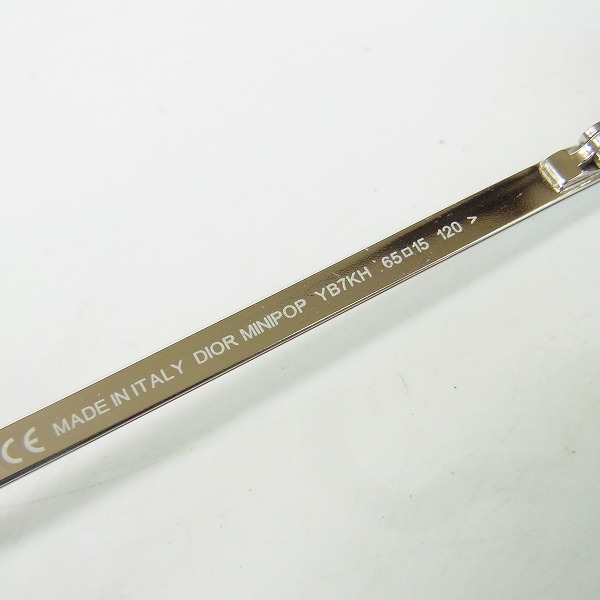 CE MADE IN ITALY DIOR MINIPOP YB7KH 65□15 120 >